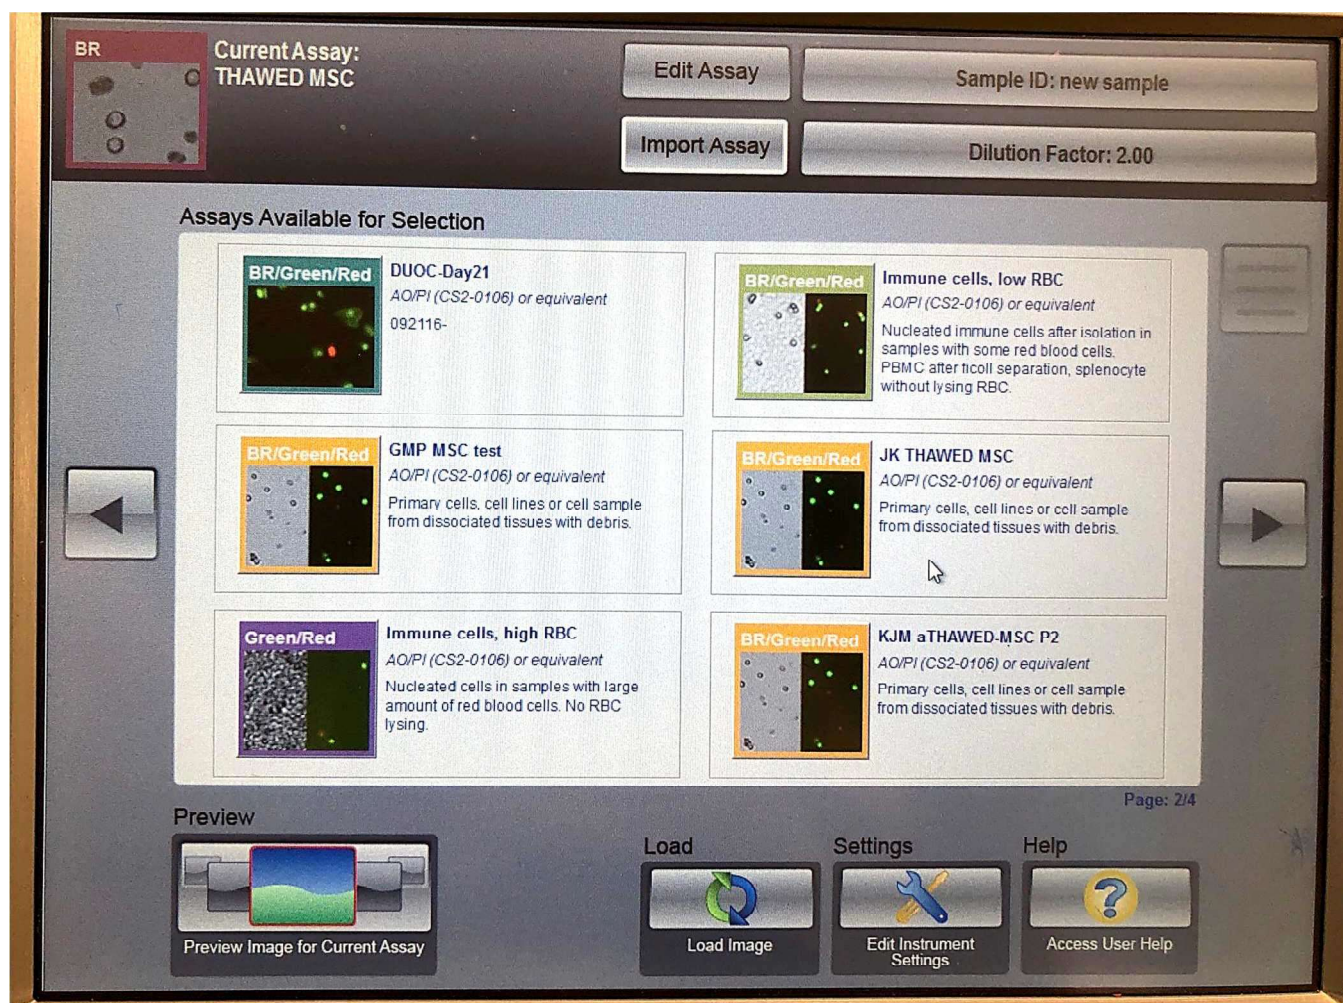 BR
Current Assay:
THAWED MSC
Edit Assay
Sample ID: new sample
Import Assay
Dilution Factor: 2.00
Assays Available for Selection
BR/Green/Red
DUOC-Day21
AO/PI (CS2-0106) or equivalent
092116-
BR/Green/Red
Immune cells, low RBC
AO/PI (CS2-0106) or equivalent
Nucleated immune cells after isolation in
samples with some red blood cells.
PBMC after ficoll separation, splenocyte
without lysing RBC.
BR/Green/Red
GMP MSC test
AO/PI (CS2-0106) or equivalent
Primary cells, cell lines or cell sample
from dissociated tissues with debris.
BR/Green/Red
JK THAWED MSC
AO/PI (CS2-0106) or equivalent
Primary cells, cell lines or cell sample
from dissociated tissues with debris.
Green/Red
Immune cells, high RBC
AO/PI (CS2-0106) or equivalent
Nucleated cells in samples with large
amount of red blood cells. No RBC
lysing.
BR/Green/Red
KJM aTHAWED-MSC P2
AO/PI (CS2-0106) or equivalent
Primary cells, cell lines or cell sample
from dissociated tissues with debris.
Page: 2/4
Preview
Preview Image for Current Assay
Load
Load Image
Settings
Edit Instrument
Settings
Help
Access User Help